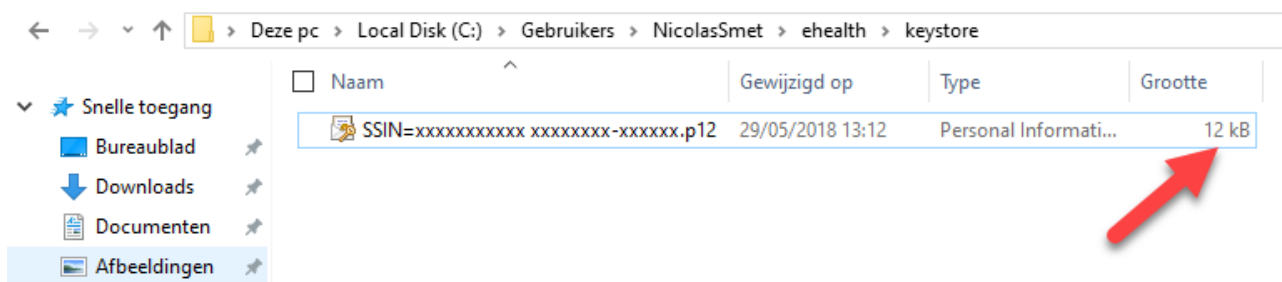 Deze pc > Local Disk (C:) > Gebruikers > NicolasSmet > ehealth > keystore
Naam Gewijzigd op Type Grootte
Snelle toegang
SSIN=xxxxxxxxxxx xxxxxxxx-xxxxxx.p12 29/05/2018 13:12 Personal Informati... 12 kB
Bureaublad
Downloads
Documenten
Afbeeldingen